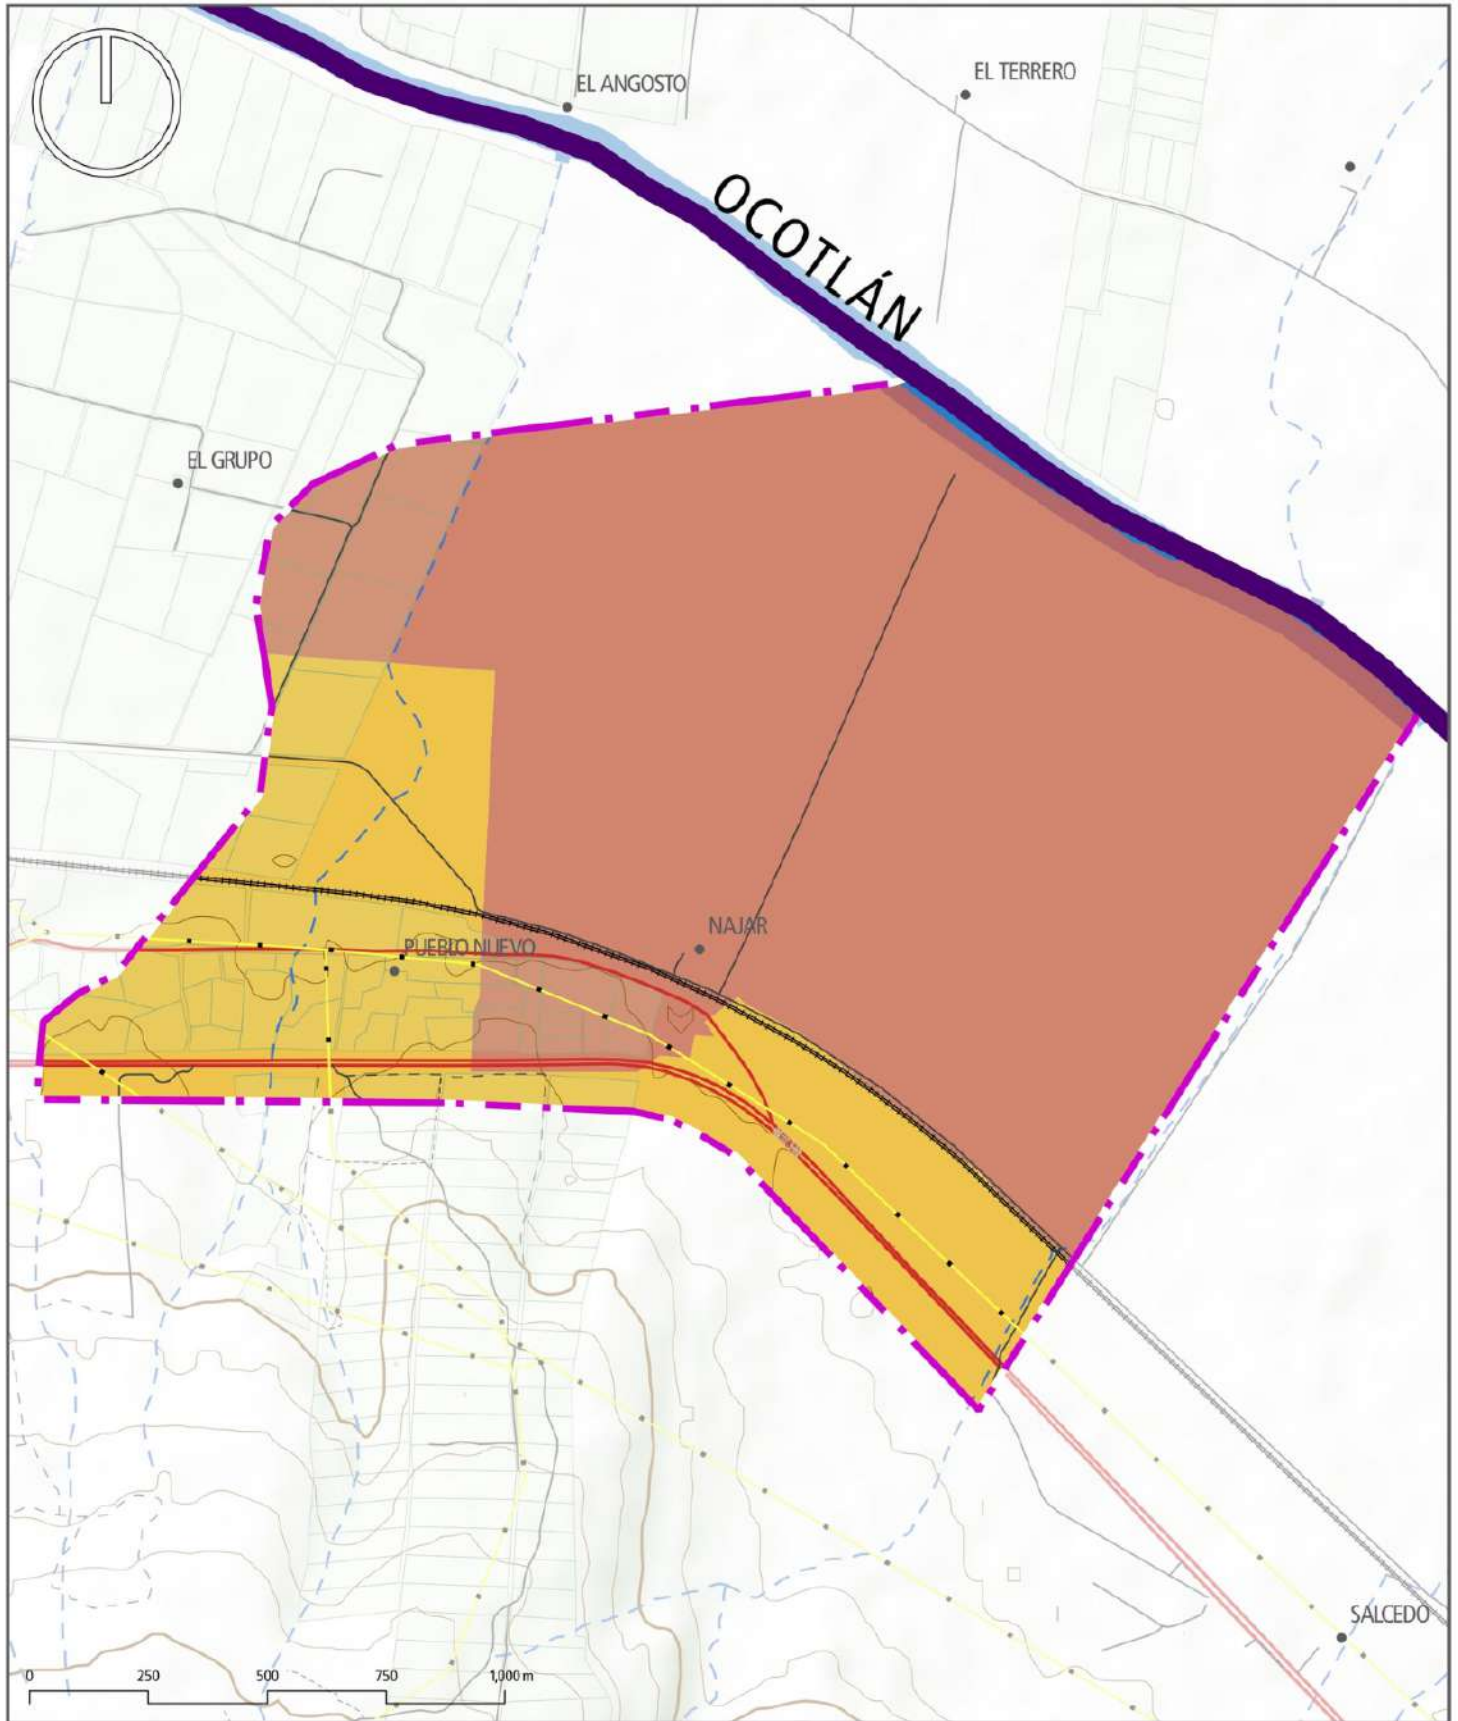 EL ANGOSTO
EL TERRERO
OCOTLÁN
EL GRUPO
NAJAR
PUEBLO NUEVO
SALCEDO
0 250 500 750 1,000 m